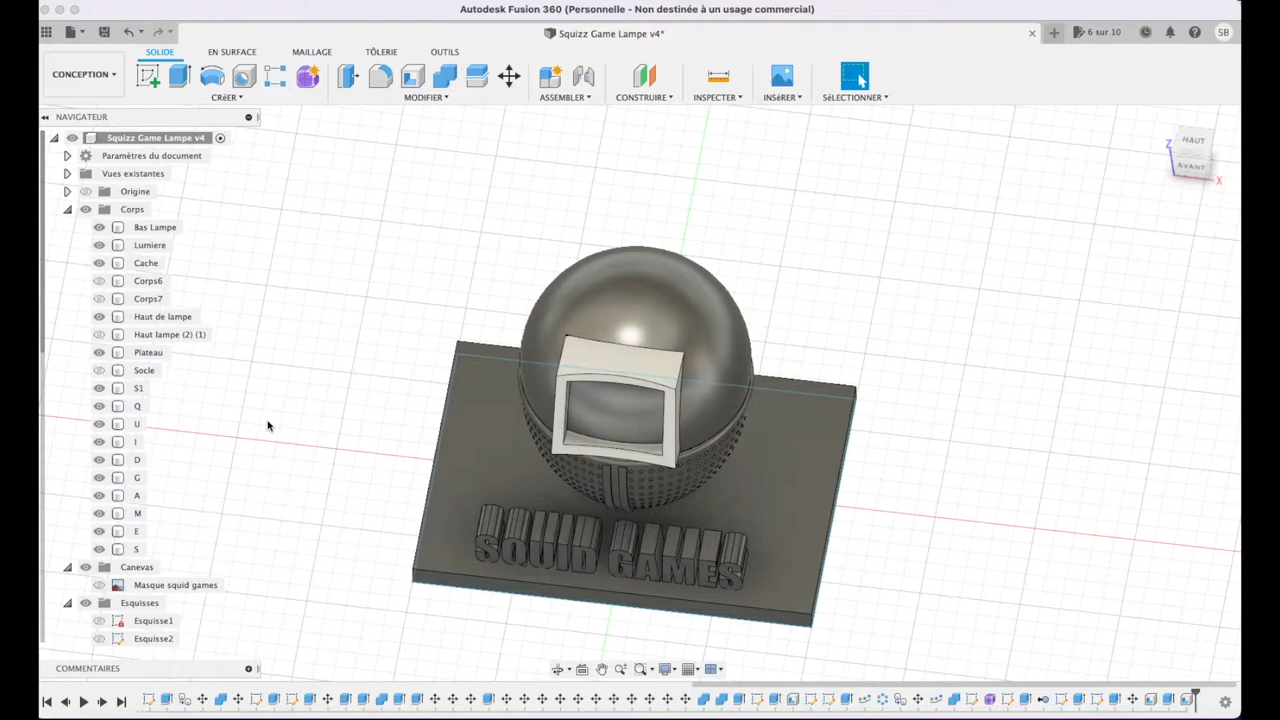 Autodesk Fusion 360 (Personnelle - Non destinée à un usage commercial)
Squizz Game Lampe v4*
6 sur 10
SB
SOLIDE
EN SURFACE
MAILLAGE
TÔLERIE
OUTILS
CONCEPTION
CRÉER
MODIFIER
ASSEMBLER
CONSTRUIRE
INSPECTER
INSÉRER
SÉLECTIONNER
NAVIGATEUR
Squizz Game Lampe v4
Paramètres du document
Vues existantes
Origine
Corps
Bas Lampe
Lumiere
Cache
Corps6
Corps7
Haut de lampe
Haut lampe (2) (1)
Plateau
Socle
S1
Q
U
I
D
G
A
M
E
S
Canevas
Masque squid games
Esquisses
Esquisse1
Esquisse2
COMMENTAIRES
HAUT
AVANT
Z
X
SQUID GAMES